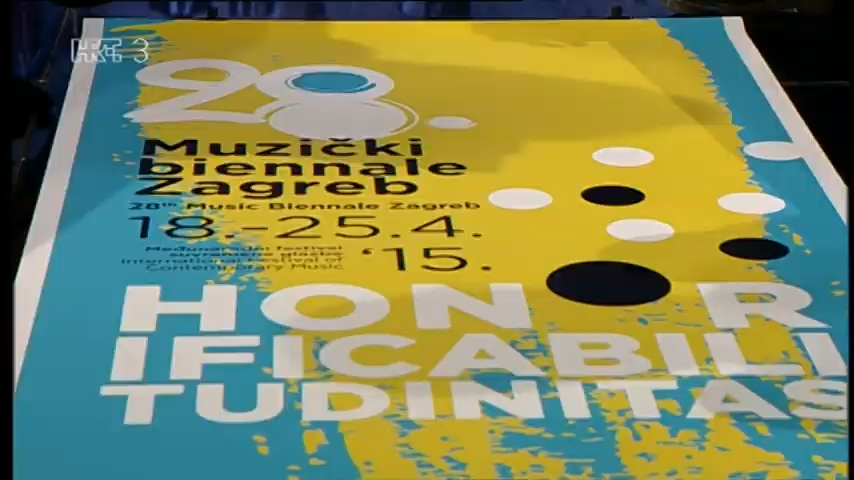 HRT 3
28.
Muzički
biennale
Zagreb
28th Music Biennale Zagreb
18.-25.4.
'15.
Međunarodni festival
suvremene glazbe
International Festival of
Contemporary Music
HONOR
IFICABILI
TUDINITAS